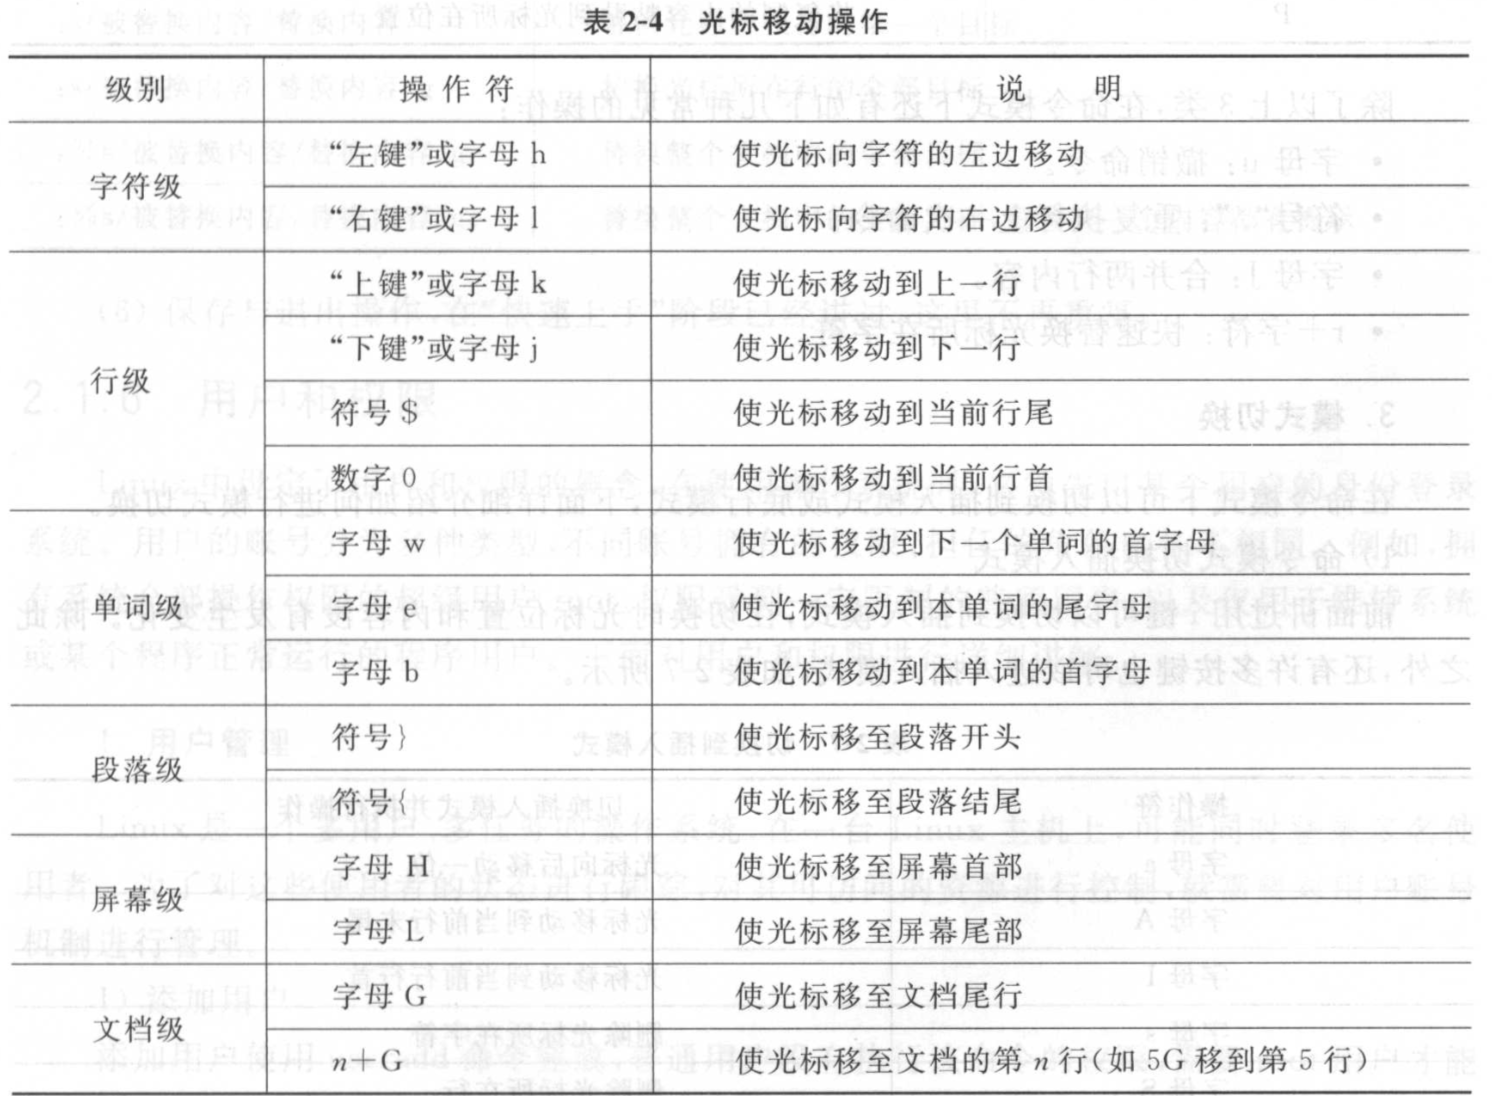 表 2-4 光标移动操作
级别 操作符 说 明
字符级 “左键”或字母 h 使光标向字符的左边移动
“右键”或字母 l 使光标向字符的右边移动
行级 “上键”或字母 k 使光标移动到上一行
“下键”或字母 j 使光标移动到下一行
符号 $ 使光标移动到当前行尾
数字 0 使光标移动到当前行首
单词级 字母 w 使光标移动到下一个单词的首字母
字母 e 使光标移动到本单词的尾字母
字母 b 使光标移动到本单词的首字母
段落级 符号} 使光标移至段落开头
符号{ 使光标移至段落结尾
屏幕级 字母 H 使光标移至屏幕首部
字母 L 使光标移至屏幕尾部
文档级 字母 G 使光标移至文档尾行
n+G 使光标移至文档的第 n 行(如 5G 移到第 5 行)